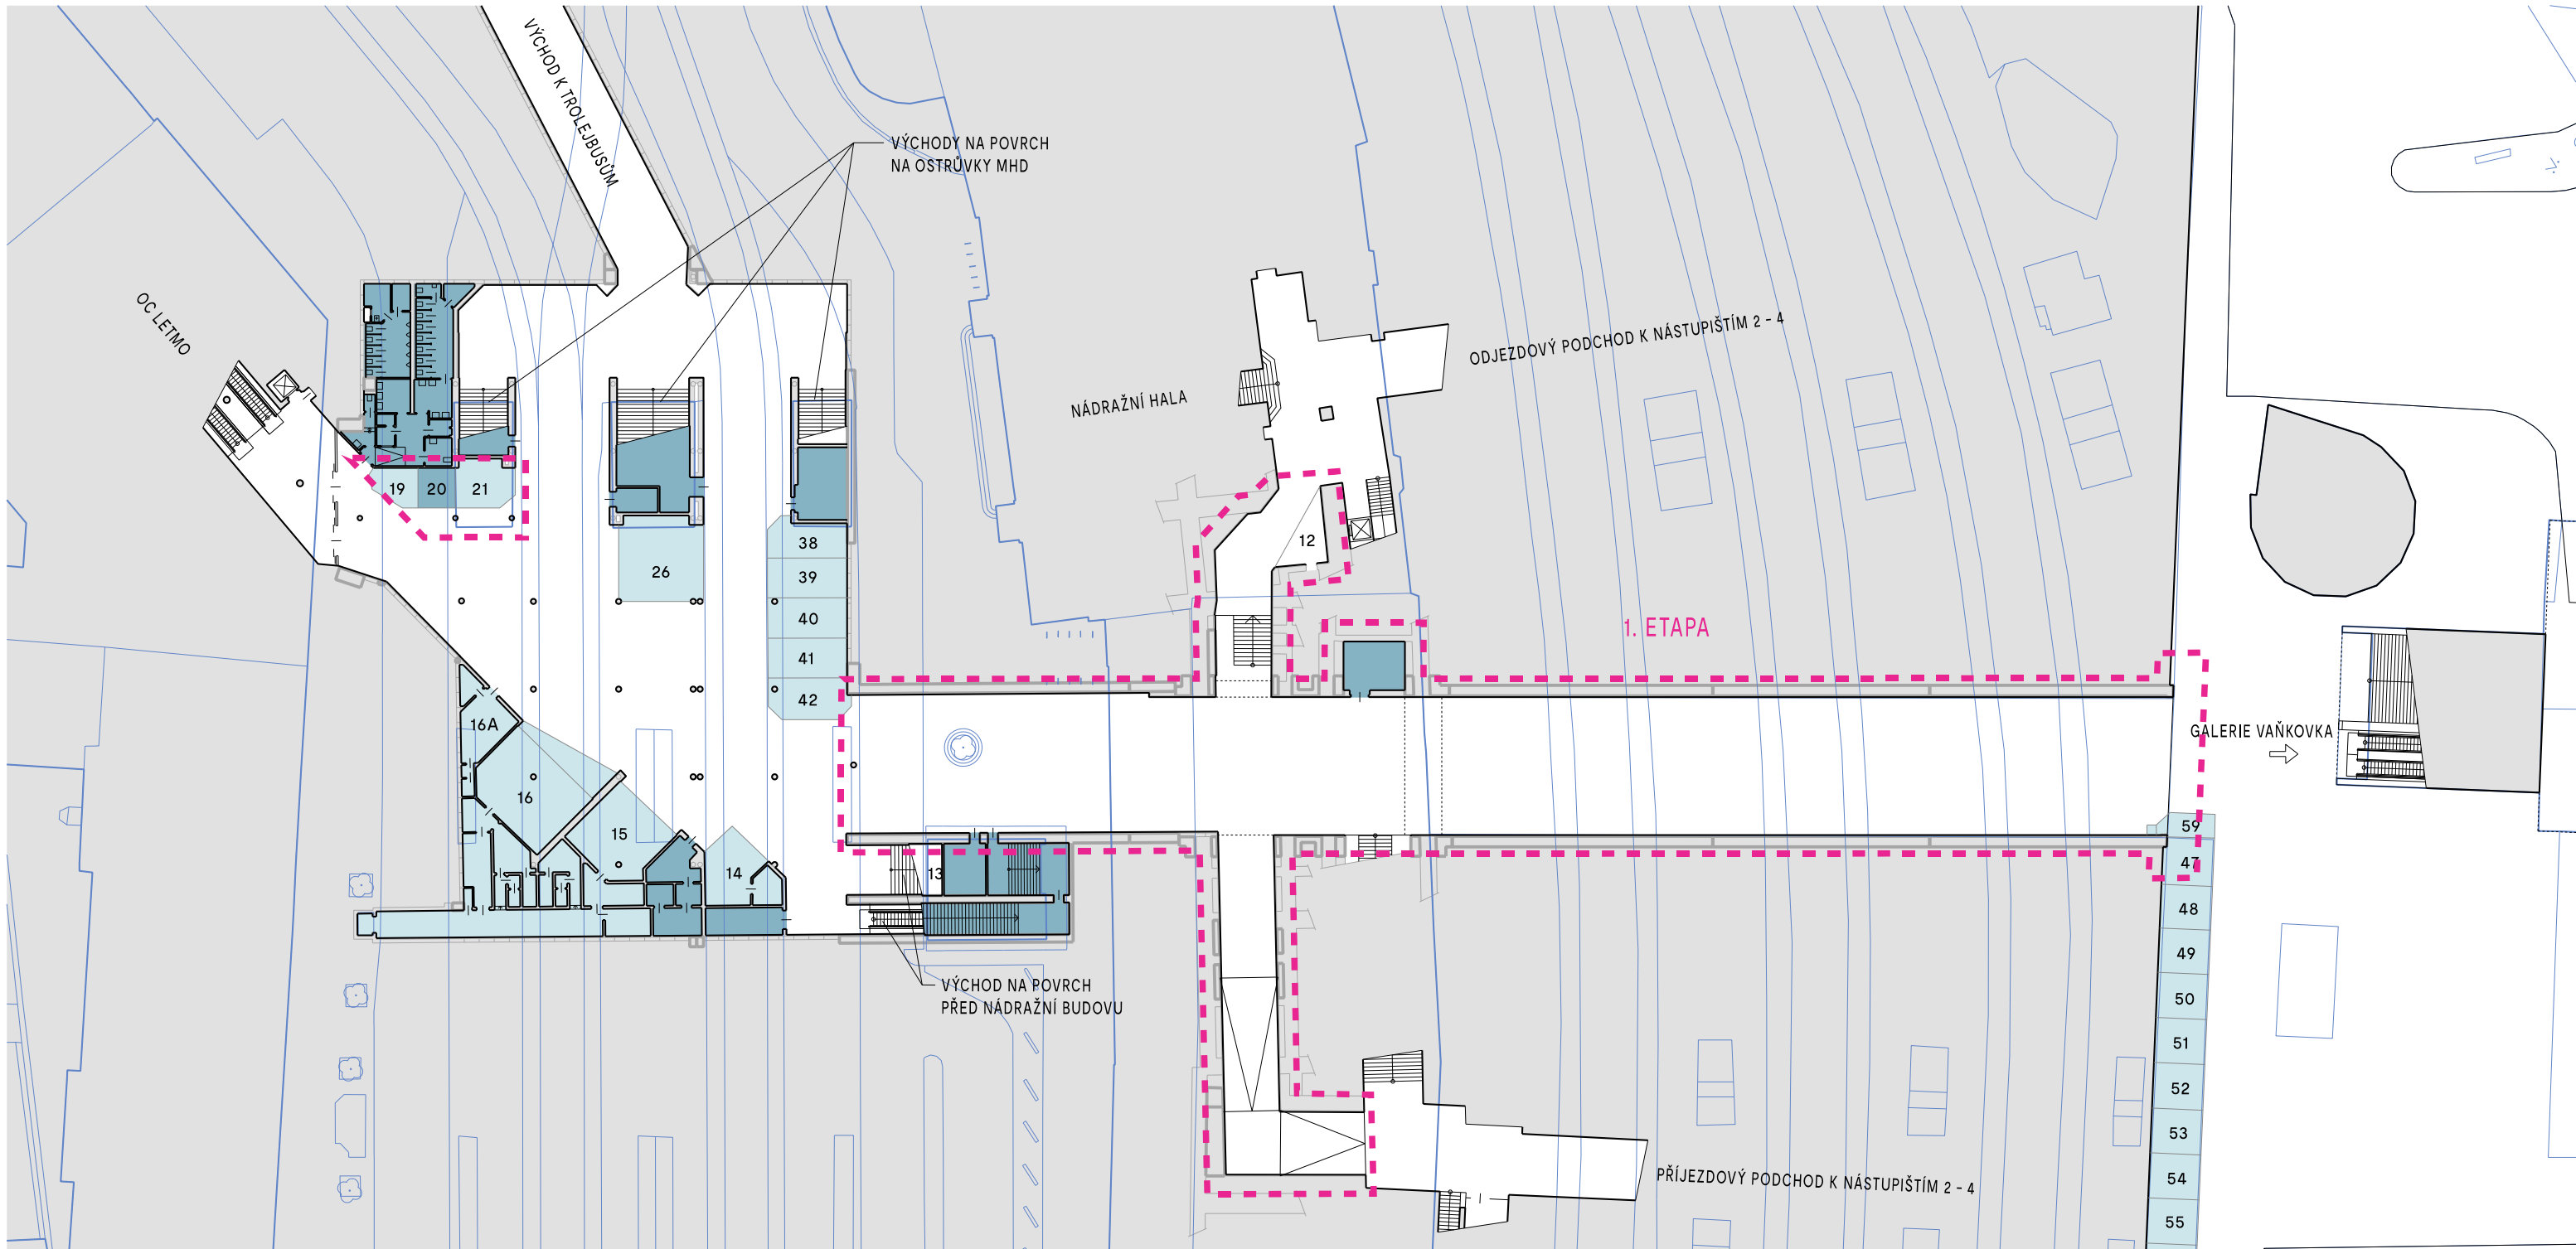 VÝCHOD K TROLEJBUSŮM
VÝCHODY NA POVRCH
NA OSTRŮVKY MHD
OC LETMO
NÁDRAŽNÍ HALA
ODJEZDOVÝ PODCHOD K NÁSTUPIŠTÍM 2 - 4
19
20
21
26
38
39
40
41
42
12
1. ETAPA
16A
16
15
14
13
GALERIE VAŇKOVKA
VÝCHOD NA POVRCH
PŘED NÁDRAŽNÍ BUDOVU
PŘÍJEZDOVÝ PODCHOD K NÁSTUPIŠTÍM 2 - 4
59
47
48
49
50
51
52
53
54
55